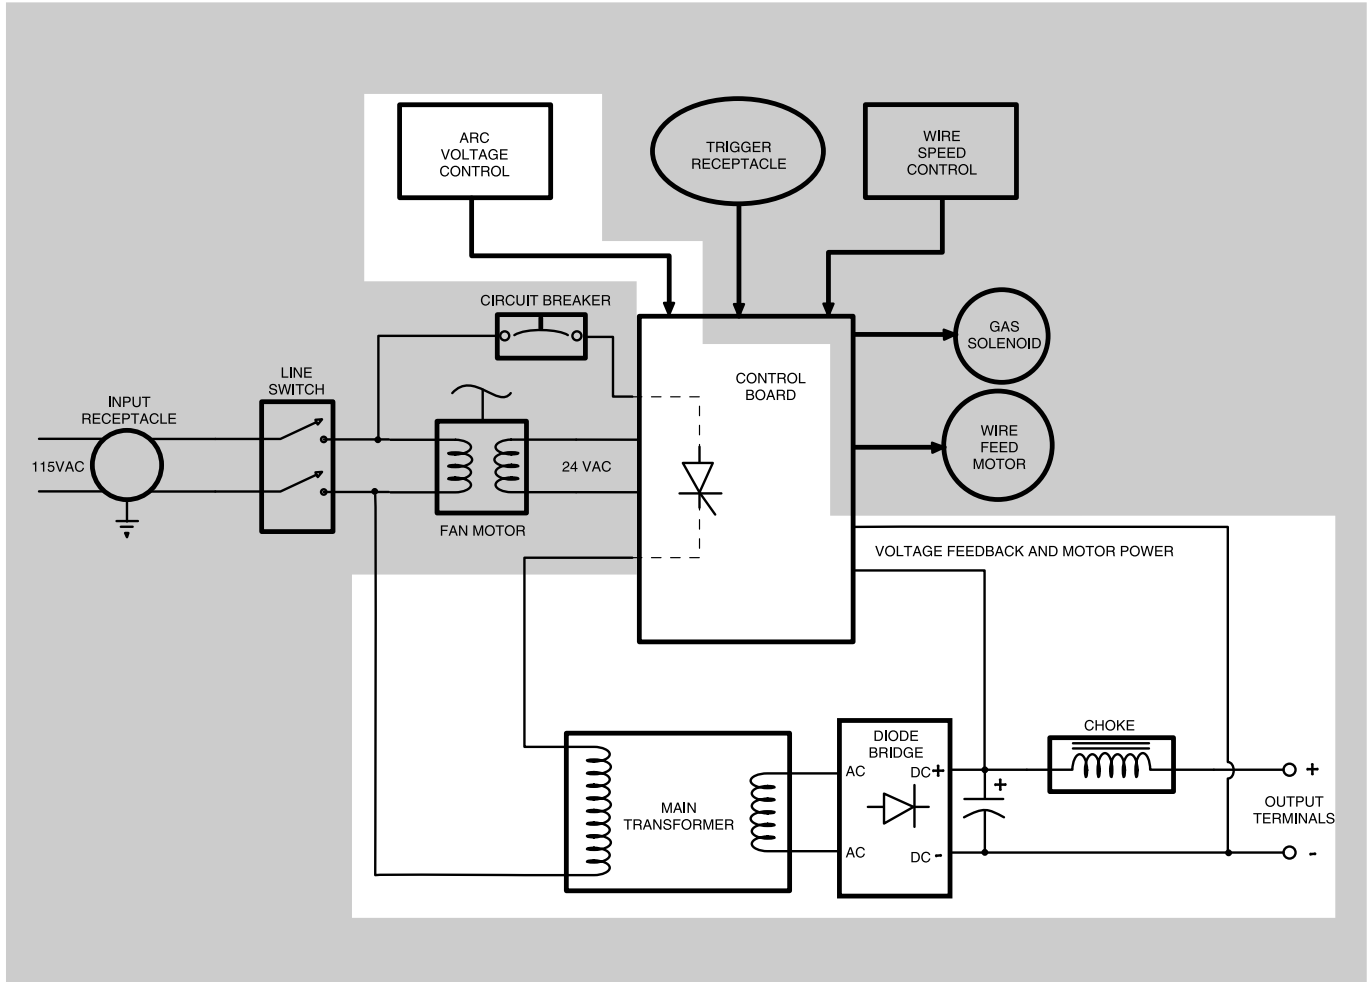 ARC
VOLTAGE
CONTROL
TRIGGER
RECEPTACLE
WIRE
SPEED
CONTROL
CIRCUIT BREAKER
GAS
SOLENOID
LINE
SWITCH
CONTROL
BOARD
INPUT
RECEPTACLE
WIRE
FEED
MOTOR
115VAC
24 VAC
FAN MOTOR
VOLTAGE FEEDBACK AND MOTOR POWER
CHOKE
DIODE
BRIDGE
AC
DC+
+
+
MAIN
TRANSFORMER
OUTPUT
TERMINALS
AC
DC -
-